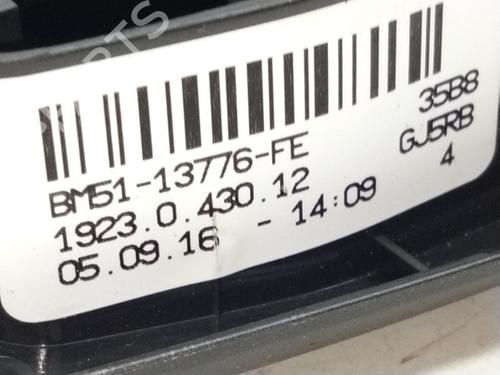 BM51-13776-FE
1923.0.430.12
05.09.16 - 14:09
35B8
GJ5RB
4